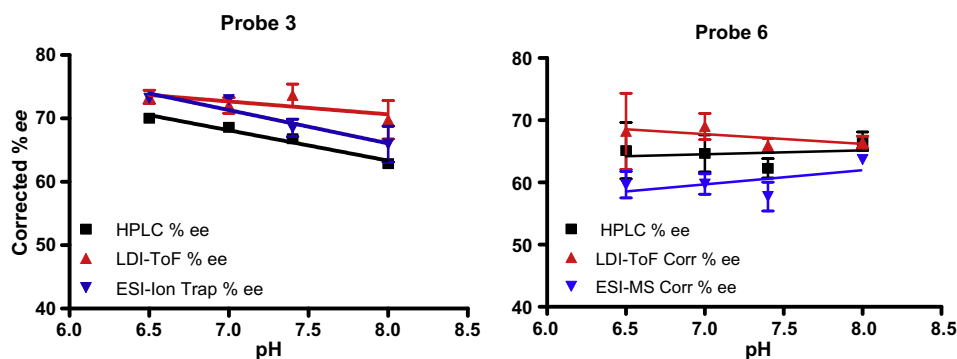 Probe 3
Corrected % ee
80
70
60
50
40
HPLC % ee
LDI-ToF % ee
ESI-Ion Trap % ee
6.0 6.5 7.0 7.5 8.0 8.5
pH
Probe 6
80
70
60
50
40
HPLC % ee
LDI-ToF Corr % ee
ESI-MS Corr % ee
6.0 6.5 7.0 7.5 8.0 8.5
pH